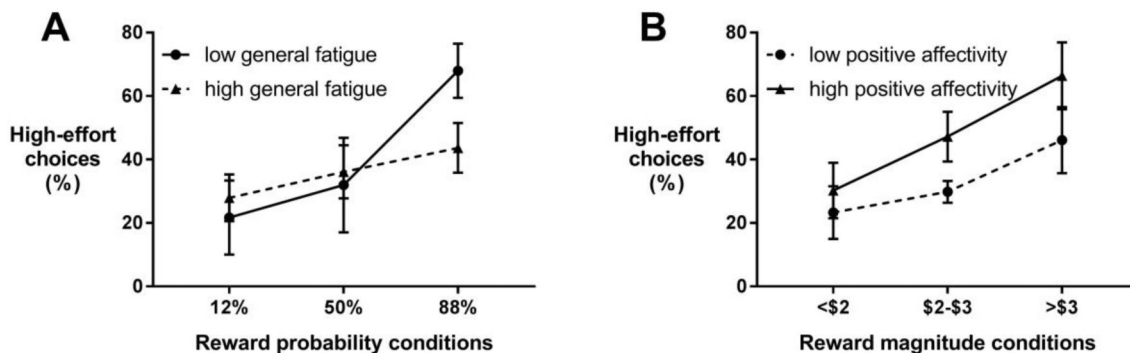 A
80
60
40
20
0
High-effort
choices
(%)
low general fatigue
high general fatigue
12%
50%
88%
Reward probability conditions
B
80
60
40
20
0
High-effort
choices
(%)
low positive affectivity
high positive affectivity
<$2
$2-$3
>$3
Reward magnitude conditions